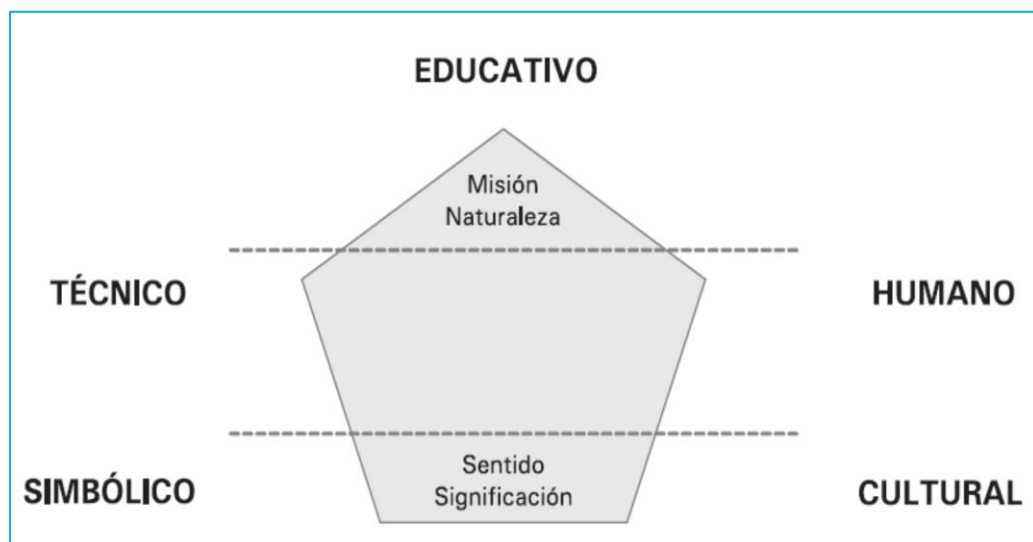 EDUCATIVO
Misión
Naturaleza
TÉCNICO
HUMANO
Sentido
Significación
SIMBÓLICO
CULTURAL